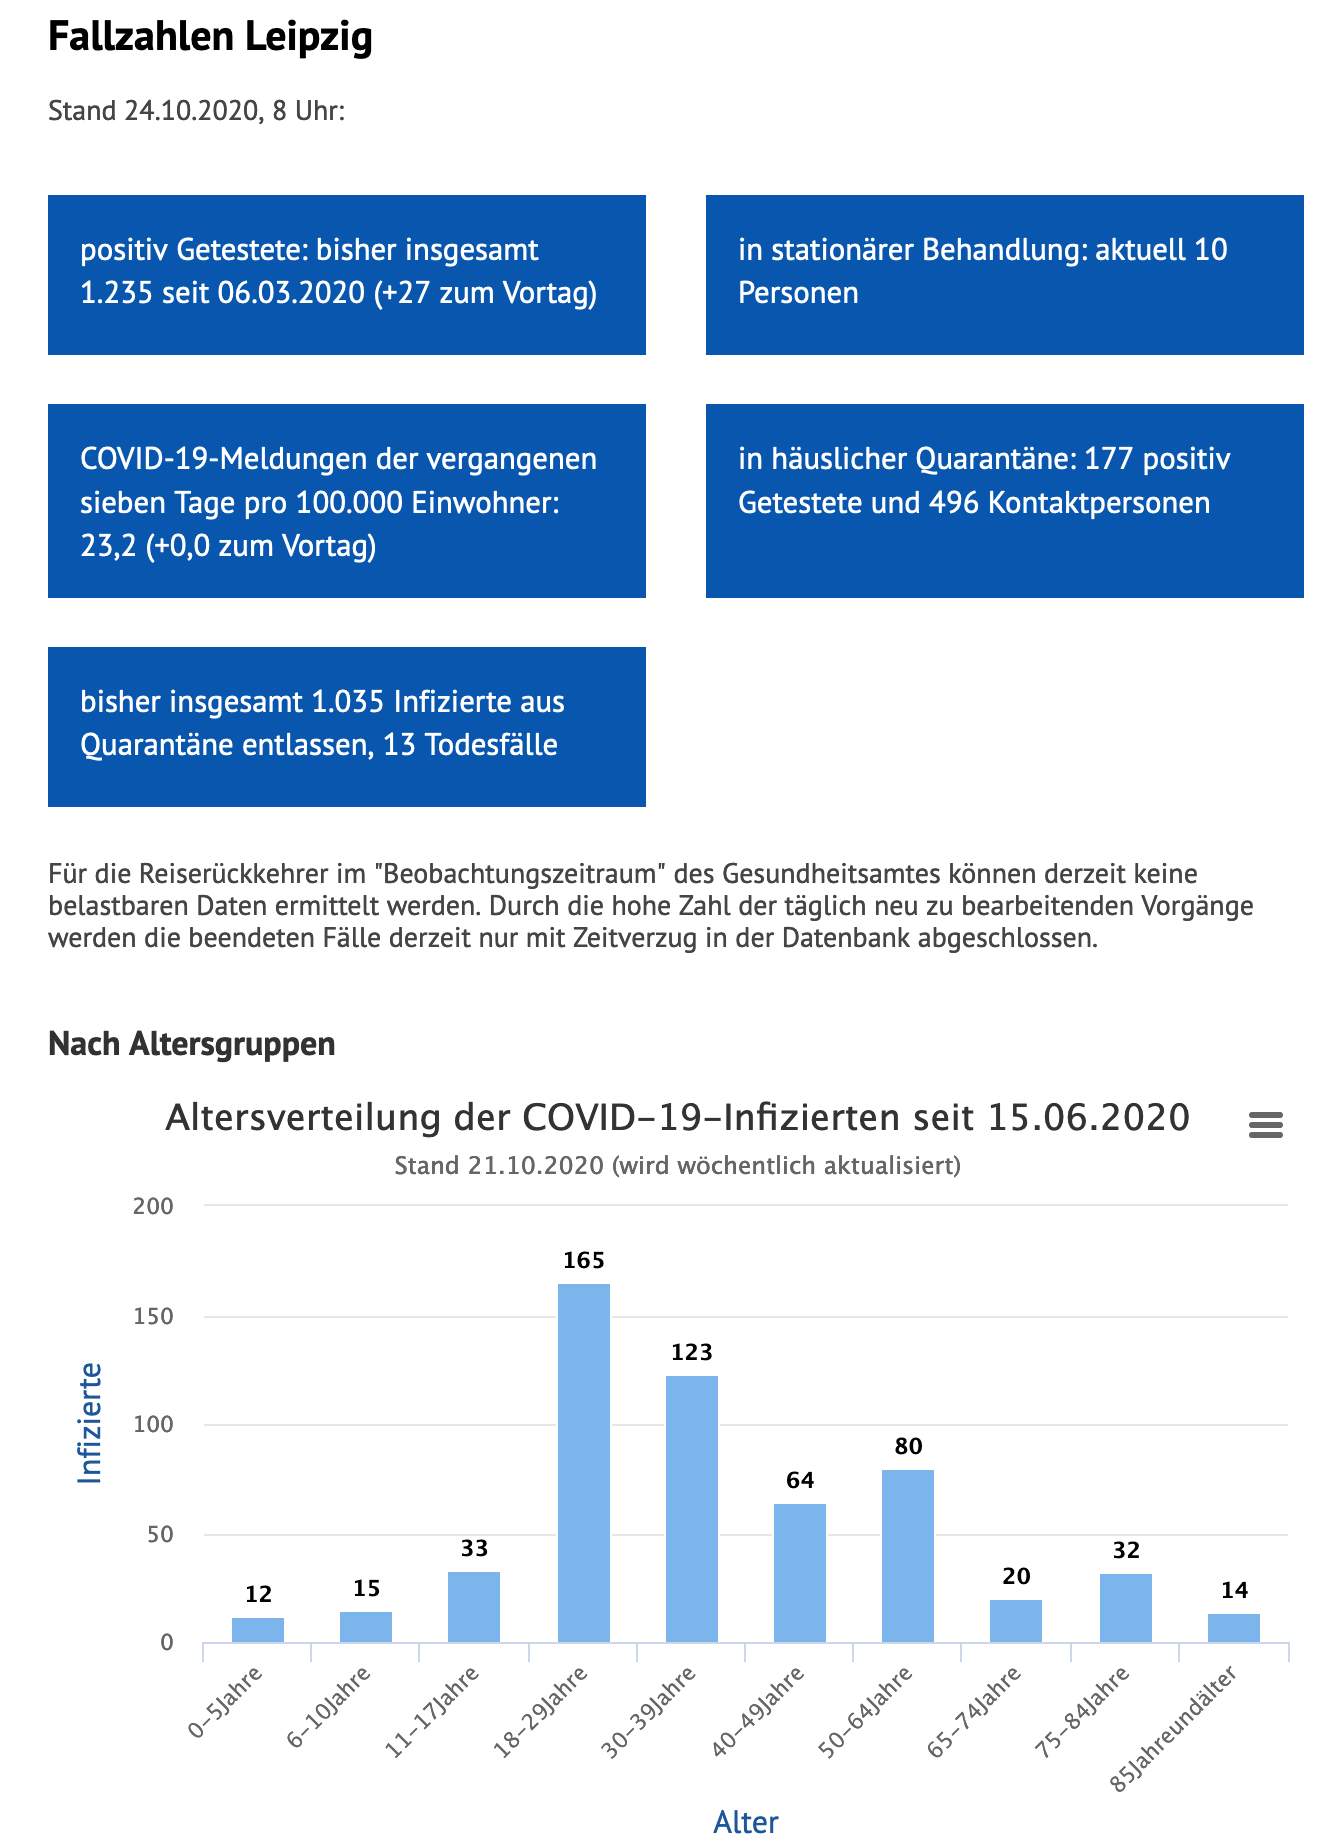 Fallzahlen Leipzig
Stand 24.10.2020, 8 Uhr:
positiv Getestete: bisher insgesamt
1.235 seit 06.03.2020 (+27 zum Vortag)
in stationärer Behandlung: aktuell 10
Personen
COVID-19-Meldungen der vergangenen
sieben Tage pro 100.000 Einwohner:
23,2 (+0,0 zum Vortag)
in häuslicher Quarantäne: 177 positiv
Getestete und 496 Kontaktpersonen
bisher insgesamt 1.035 Infizierte aus
Quarantäne entlassen, 13 Todesfälle
Für die Reiserückkehrer im "Beobachtungszeitraum" des Gesundheitsamtes können derzeit keine
belastbaren Daten ermittelt werden. Durch die hohe Zahl der täglich neu zu bearbeitenden Vorgänge
werden die beendeten Fälle derzeit nur mit Zeitverzug in der Datenbank abgeschlossen.
Nach Altersgruppen
Altersverteilung der COVID-19-Infizierten seit 15.06.2020
Stand 21.10.2020 (wird wöchentlich aktualisiert)
Infizierte
200
150
100
50
0
12
15
33
165
123
64
80
20
32
14
0-5Jahre
6-10Jahre
11-17Jahre
18-29Jahre
30-39Jahre
40-49Jahre
50-64Jahre
65-74Jahre
75-84Jahre
85Jahreundälter
Alter